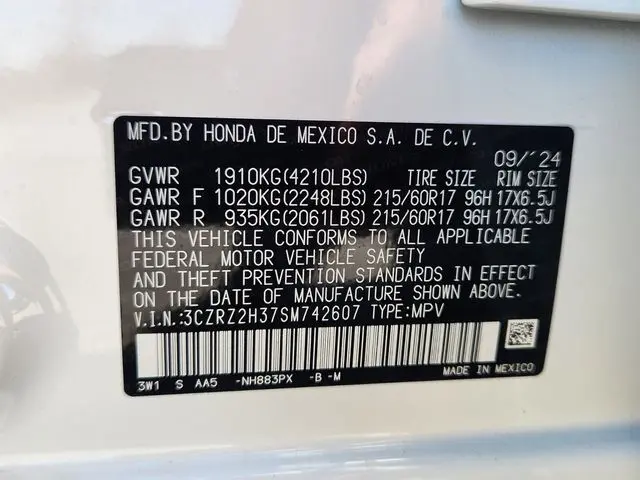 MFD.BY HONDA DE MEXICO S.A. DE C.V.
09/´24
GVWR 1910KG(4210LBS) TIRE SIZE RIM SIZE
GAWR F 1020KG(2248LBS) 215/60R17 96H 17X6.5J
GAWR R 935KG(2061LBS) 215/60R17 96H 17X6.5J
THIS VEHICLE CONFORMS TO ALL APPLICABLE
FEDERAL MOTOR VEHICLE SAFETY
AND THEFT PREVENTION STANDARDS IN EFFECT
ON THE DATE OF MANUFACTURE SHOWN ABOVE.
V.I.N.:3CZRZ2H37SM742607 TYPE:MPV
3W1 S AA5 -NH883PX -B -M
MADE IN MEXICO